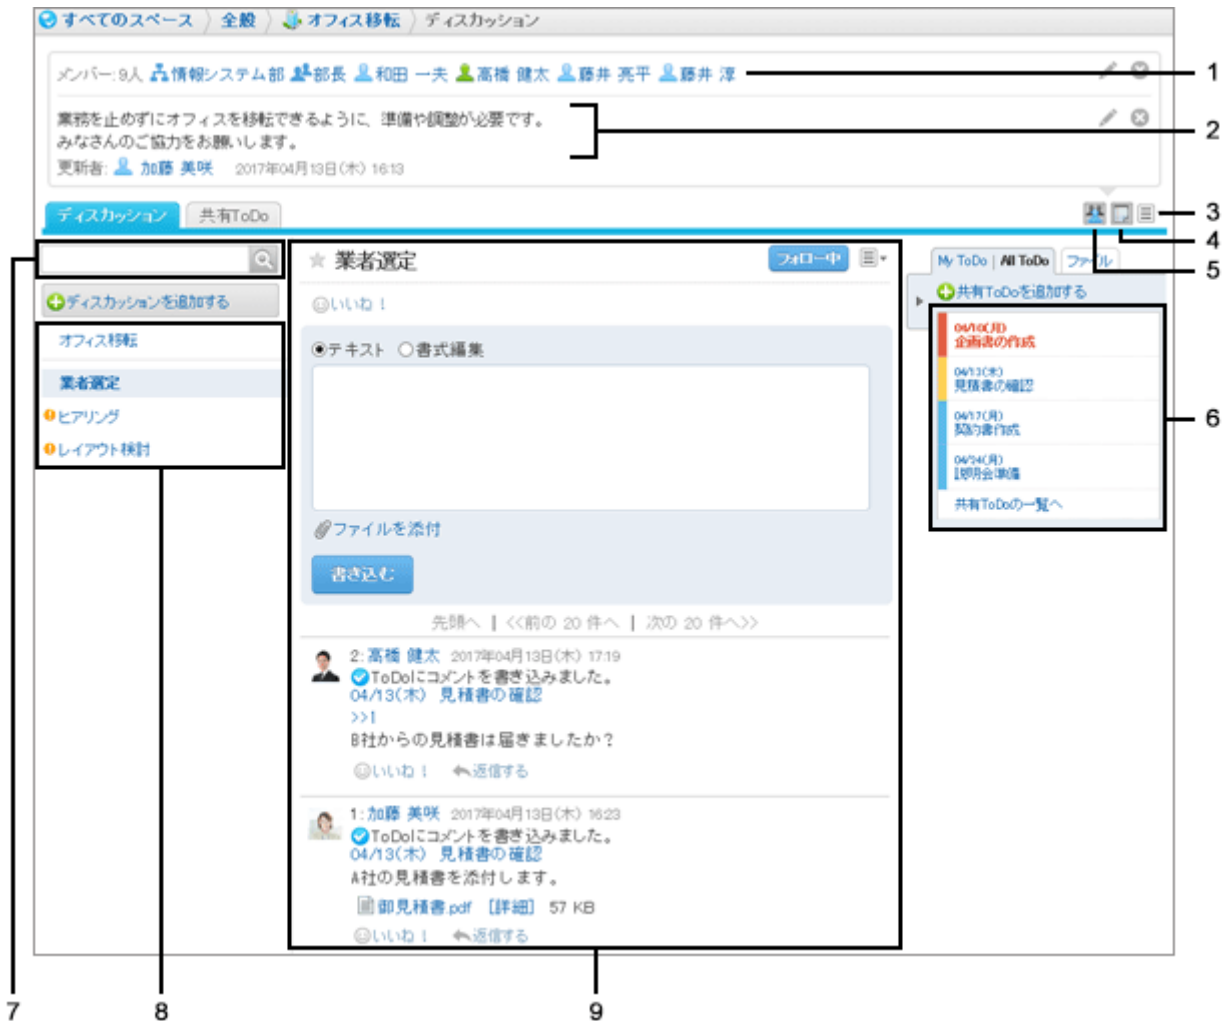 すべてのスペース 〉 全般 〉 オフィス移転 〉 ディスカッション
メンバー: 9人 情報システム部 部長 和田 一夫 高橋 健太 藤井 亮平 藤井 淳
1
業務を止めずにオフィスを移転できるように、準備や調整が必要です。
みなさんのご協力をお願いします。
2
更新者: 加藤 美咲 2017年04月13日(木) 16:13
ディスカッション 共有ToDo
3
4
5
7
ディスカッションを追加する
オフィス移転
業者選定
ヒアリング
レイアウト検討
8
業者選定 フォロー中
いいね！
テキスト 書式編集
ファイルを添付
書き込む
先頭へ | <<前の 20 件へ | 次の 20 件へ>>
2: 高橋 健太 2017年04月13日(木) 17:19
ToDoにコメントを書き込みました。
04/13(木) 見積書の確認
>>1
B社からの見積書は届きましたか？
いいね！ 返信する
1: 加藤 美咲 2017年04月13日(木) 16:23
ToDoにコメントを書き込みました。
04/13(木) 見積書の確認
A社の見積書を添付します。
御見積書.pdf [詳細] 57 KB
いいね！ 返信する
9
My ToDo | All ToDo ファイル
共有ToDoを追加する
04/10(月)
企画書の作成
04/13(木)
見積書の確認
04/17(月)
契約書作成
04/24(月)
説明会準備
共有ToDoの一覧へ
6